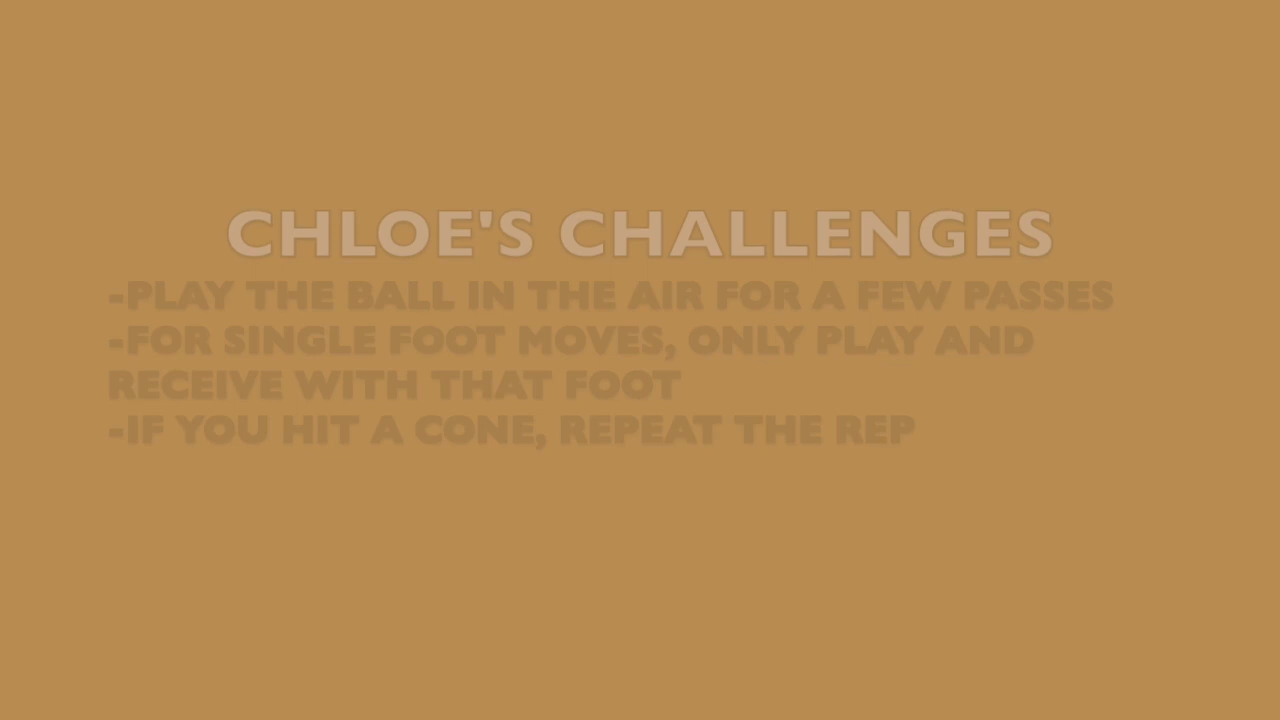 CHLOE'S CHALLENGES
-PLAY THE BALL IN THE AIR FOR A FEW PASSES
-FOR SINGLE FOOT MOVES, ONLY PLAY AND
RECEIVE WITH THAT FOOT
-IF YOU HIT A CONE, REPEAT THE REP